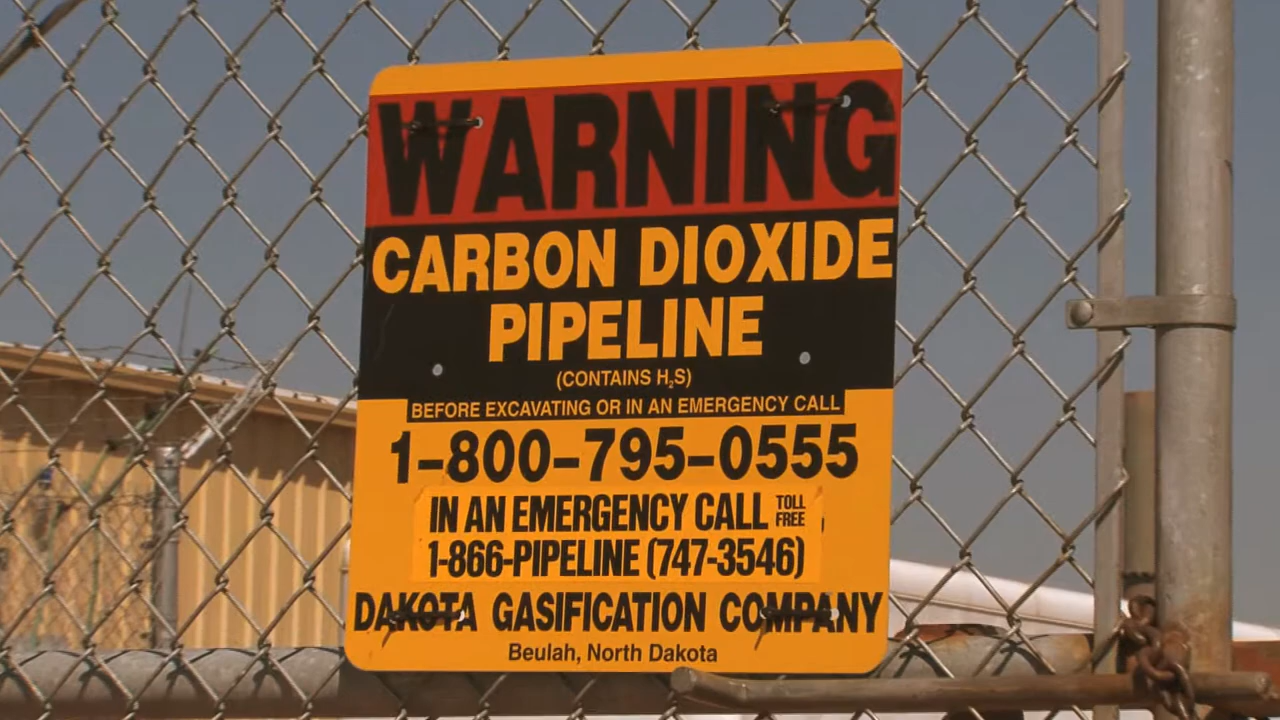 WARNING
CARBON DIOXIDE
PIPELINE
(CONTAINS H₂S)
BEFORE EXCAVATING OR IN AN EMERGENCY CALL
1-800-795-0555
IN AN EMERGENCY CALL TOLL FREE
1-866-PIPELINE (747-3546)
DAKOTA GASIFICATION COMPANY
Beulah, North Dakota